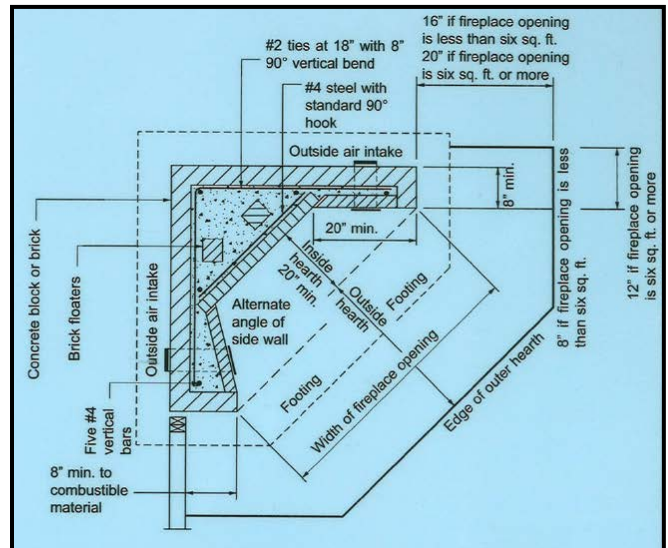 16" if fireplace opening
is less than six sq. ft.
20" if fireplace opening
is six sq. ft. or more
#2 ties at 18" with 8"
90° vertical bend
#4 steel with
standard 90°
hook
Outside air intake
8" min.
8" if fireplace opening is less
than six sq. ft.
12" if fireplace opening
is six sq. ft. or more
20" min.
Inside
hearth
20" min.
Outside
hearth
Footing
Concrete block or brick
Brick floaters
Outside air intake
Alternate
angle of
side wall
Footing
Width of fireplace opening
Edge of outer hearth
Five #4
vertical
bars
8" min. to
combustible
material